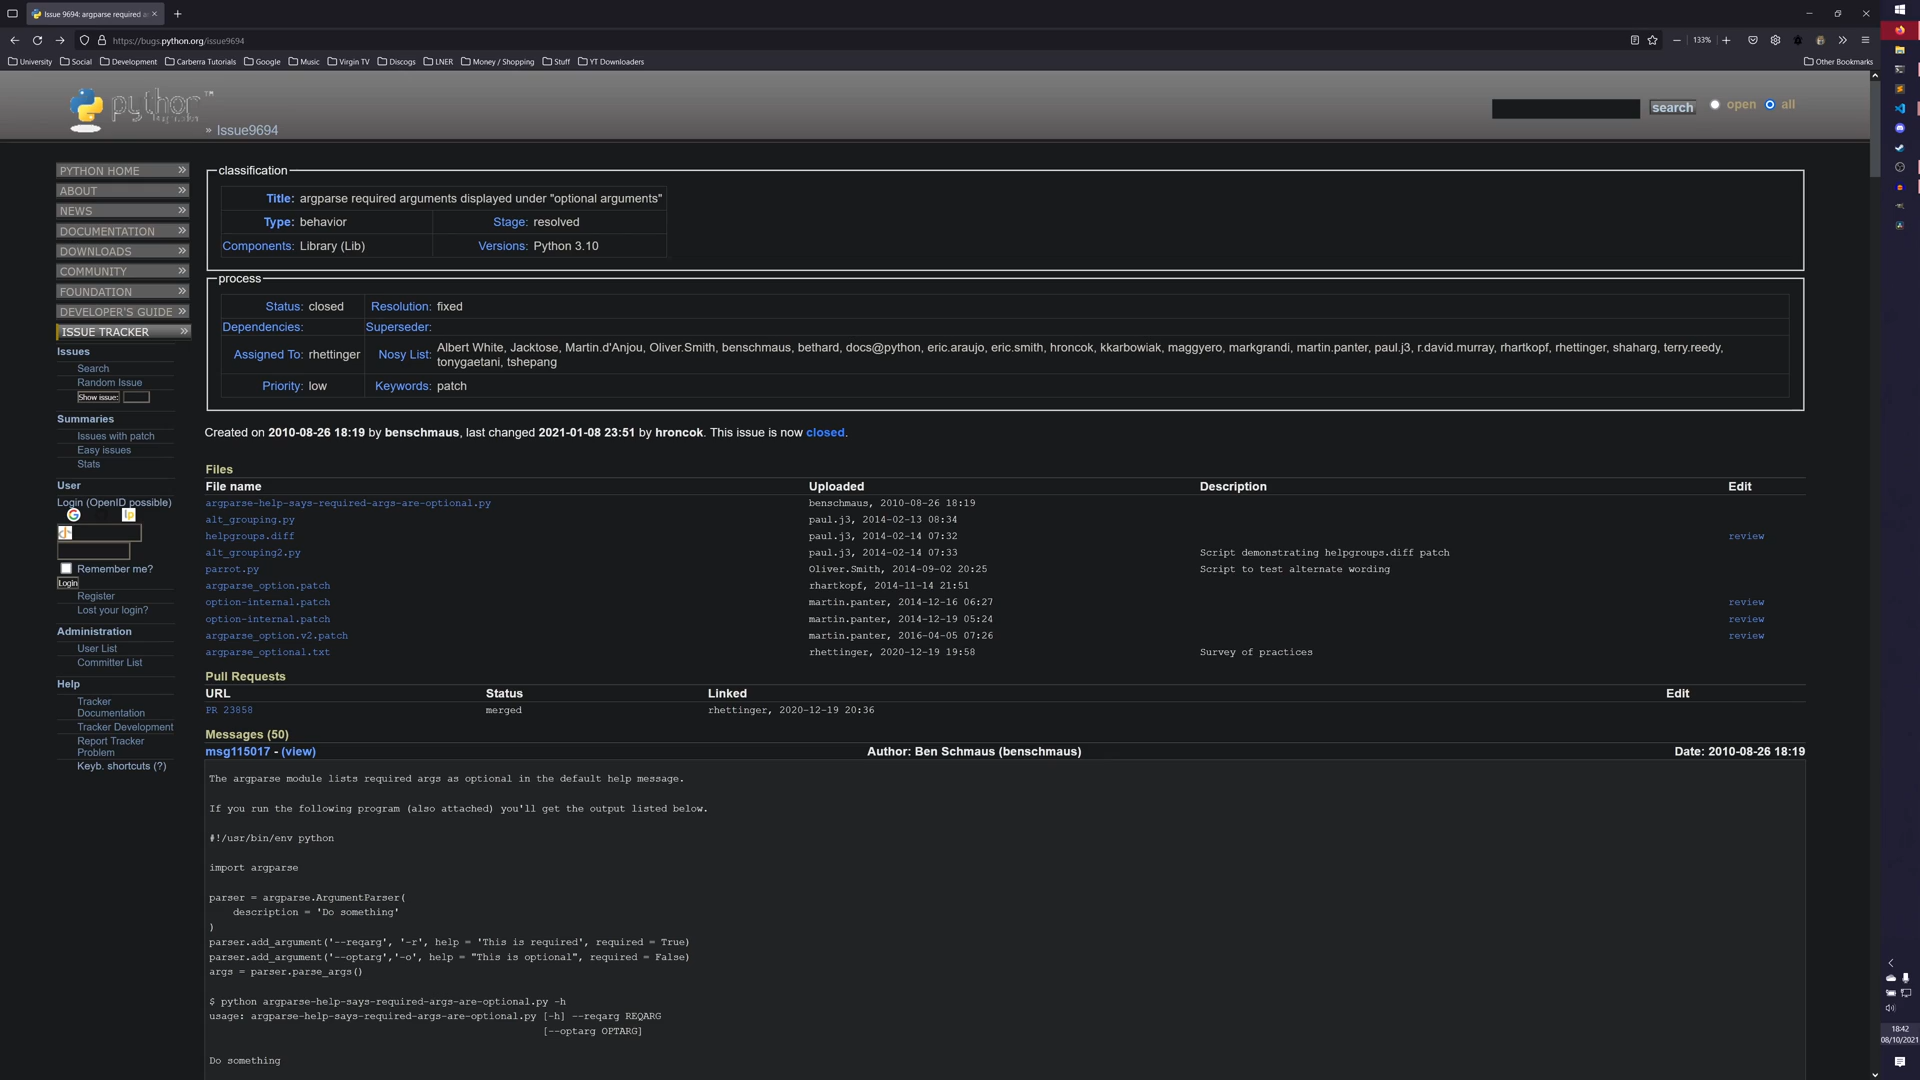 Issue 9694: argparse required a
https://bugs.python.org/issue9694
133%
University Social Development Carberra Tutorials Google Music Virgin TV Discogs LNER Money / Shopping Stuff YT Downloaders Other Bookmarks
python™
» Issue9694
search open all
PYTHON HOME »
ABOUT »
NEWS »
DOCUMENTATION »
DOWNLOADS »
COMMUNITY »
FOUNDATION »
DEVELOPER'S GUIDE »
ISSUE TRACKER »
Issues
Search
Random Issue
Show issue:
Summaries
Issues with patch
Easy issues
Stats
User
Login (OpenID possible)
Remember me?
Login
Register
Lost your login?
Administration
User List
Committer List
Help
Tracker
Documentation
Tracker Development
Report Tracker
Problem
Keyb. shortcuts (?)
classification
Title: argparse required arguments displayed under "optional arguments"
Type: behavior Stage: resolved
Components: Library (Lib) Versions: Python 3.10
process
Status: closed Resolution: fixed
Dependencies: Superseder:
Assigned To: rhettinger Nosy List: Albert White, Jacktose, Martin.d'Anjou, Oliver.Smith, benschmaus, bethard, docs@python, eric.araujo, eric.smith, hroncok, kkarbowiak, maggyero, markgrandi, martin.panter, paul.j3, r.david.murray, rhartkopf, rhettinger, shaharg, terry.reedy,
tonygaetani, tshepang
Priority: low Keywords: patch
Created on 2010-08-26 18:19 by benschmaus, last changed 2021-01-08 23:51 by hroncok. This issue is now closed.
Files
File name Uploaded Description Edit
argparse-help-says-required-args-are-optional.py benschmaus, 2010-08-26 18:19
alt_grouping.py paul.j3, 2014-02-13 08:34
helpgroups.diff paul.j3, 2014-02-14 07:32 review
alt_grouping2.py paul.j3, 2014-02-14 07:33 Script demonstrating helpgroups.diff patch
parrot.py Oliver.Smith, 2014-09-02 20:25 Script to test alternate wording
argparse_option.patch rhartkopf, 2014-11-14 21:51
option-internal.patch martin.panter, 2014-12-16 06:27 review
option-internal.patch martin.panter, 2014-12-19 05:24 review
argparse_option.v2.patch martin.panter, 2016-04-05 07:26 review
argparse_optional.txt rhettinger, 2020-12-19 19:58 Survey of practices
Pull Requests
URL Status Linked Edit
PR 23858 merged rhettinger, 2020-12-19 20:36
Messages (50)
msg115017 - (view) Author: Ben Schmaus (benschmaus) Date: 2010-08-26 18:19
The argparse module lists required args as optional in the default help message.
If you run the following program (also attached) you'll get the output listed below.
#!/usr/bin/env python
import argparse
parser = argparse.ArgumentParser(
description = 'Do something'
)
parser.add_argument('--reqarg', '-r', help = 'This is required', required = True)
parser.add_argument('--optarg','-o', help = "This is optional", required = False)
args = parser.parse_args()
$ python argparse-help-says-required-args-are-optional.py -h
usage: argparse-help-says-required-args-are-optional.py [-h] --reqarg REQARG
[--optarg OPTARG]
Do something
18:42
08/10/2021